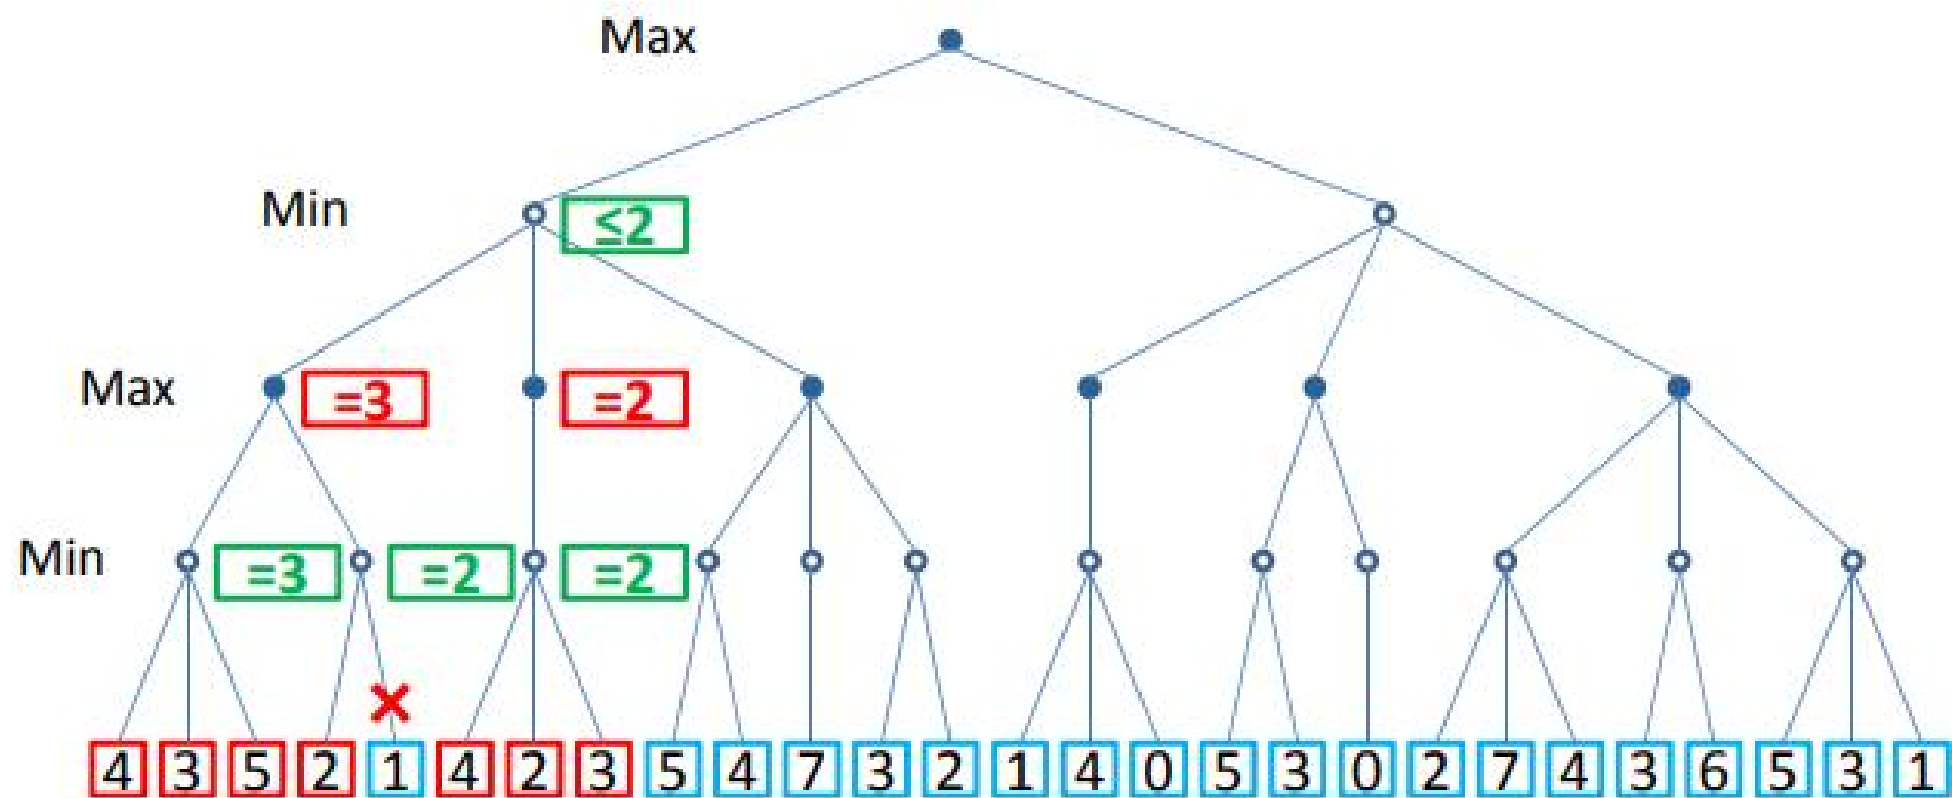 Max
Min ≤2
Max =3 =2
Min =3 =2 =2
4 3 5 2 1 4 2 3 5 4 7 3 2 1 4 0 5 3 0 2 7 4 3 6 5 3 1